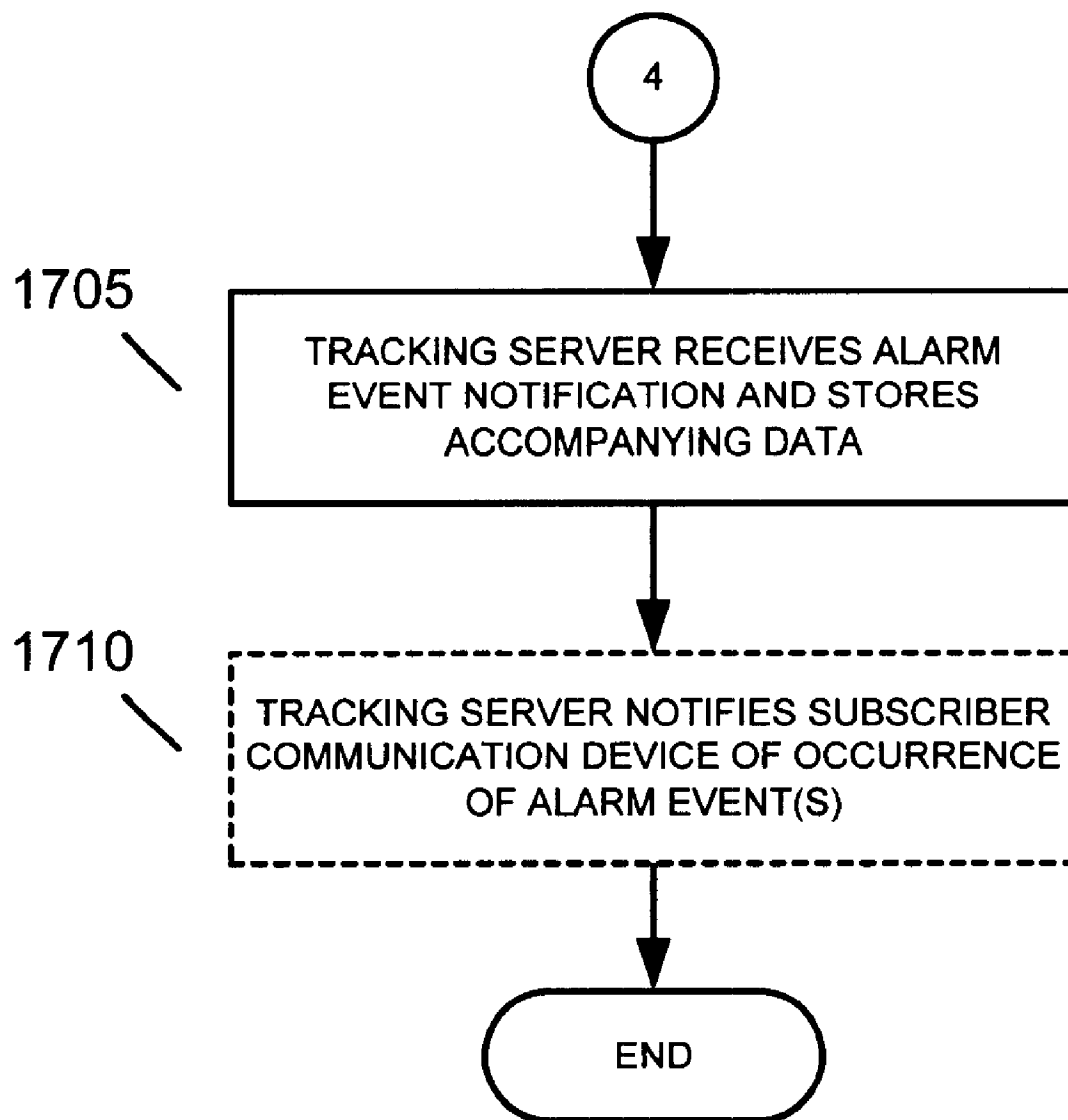 4
1705
TRACKING SERVER RECEIVES ALARM
EVENT NOTIFICATION AND STORES
ACCOMPANYING DATA
1710
TRACKING SERVER NOTIFIES SUBSCRIBER
COMMUNICATION DEVICE OF OCCURRENCE
OF ALARM EVENT(S)
END